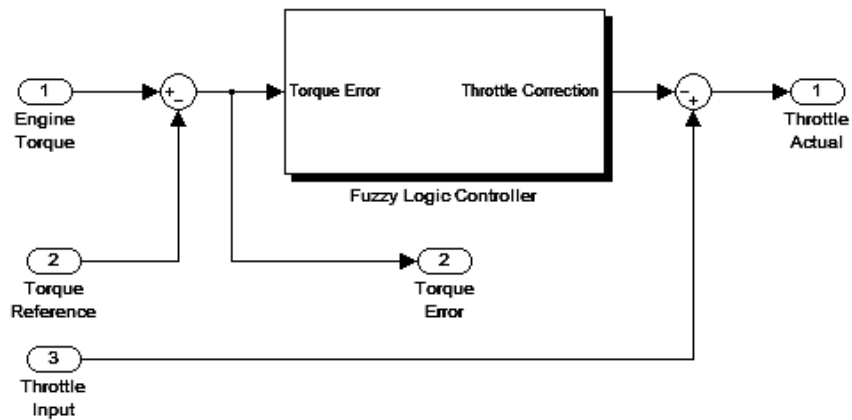 1
Engine
Torque
+
−
Torque Error
Throttle Correction
Fuzzy Logic Controller
−
+
1
Throttle
Actual
2
Torque
Reference
2
Torque
Error
3
Throttle
Input